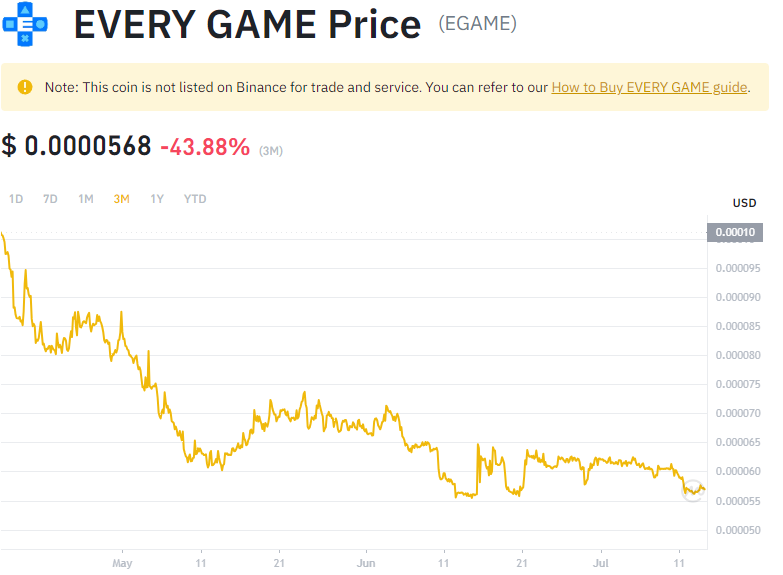 EVERY GAME Price (EGAME)
Note: This coin is not listed on Binance for trade and service. You can refer to our How to Buy EVERY GAME guide.
$ 0.0000568 -43.88% (3M)
1D 7D 1M 3M 1Y YTD
USD
0.00010
0.000095
0.000090
0.000085
0.000080
0.000075
0.000070
0.000065
0.000060
0.000055
0.000050
May 11 21 Jun 11 21 Jul 11